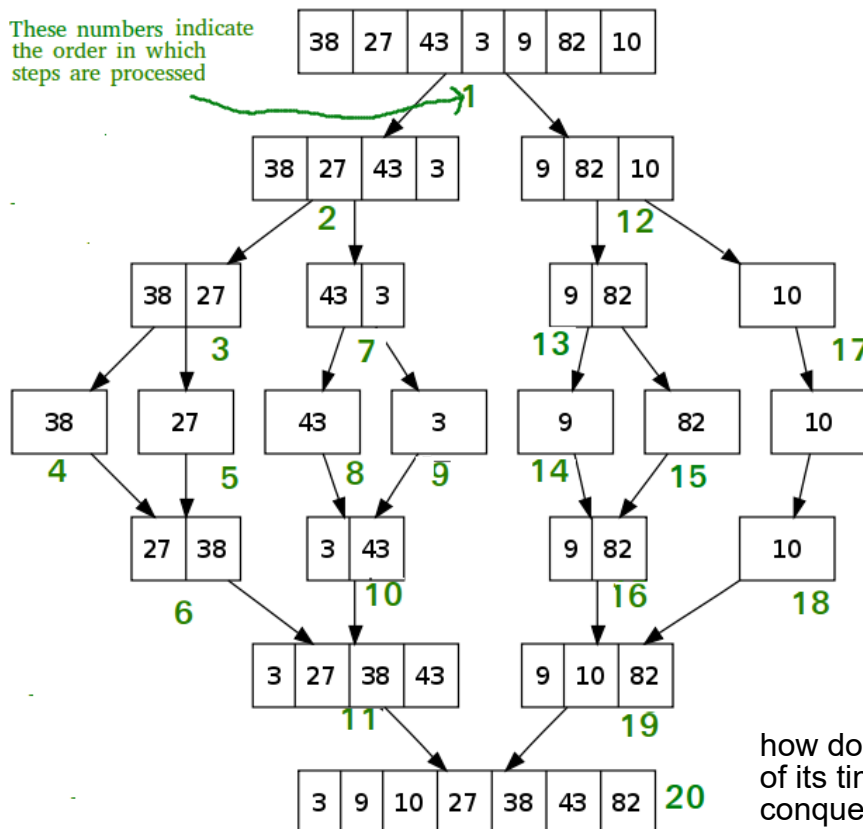 These numbers indicate
the order in which
steps are processed
38 27 43 3 9 82 10
1
38 27 43 3 9 82 10
2 12
38 27 43 3 9 82 10
3 7 13 17
38 27 43 3 9 82 10
4 5 8 9 14 15
27 38 3 43 9 82 10
6 10 16 18
3 27 38 43 9 10 82
11 19
how do
of its
3 9 10 27 38 43 82 20